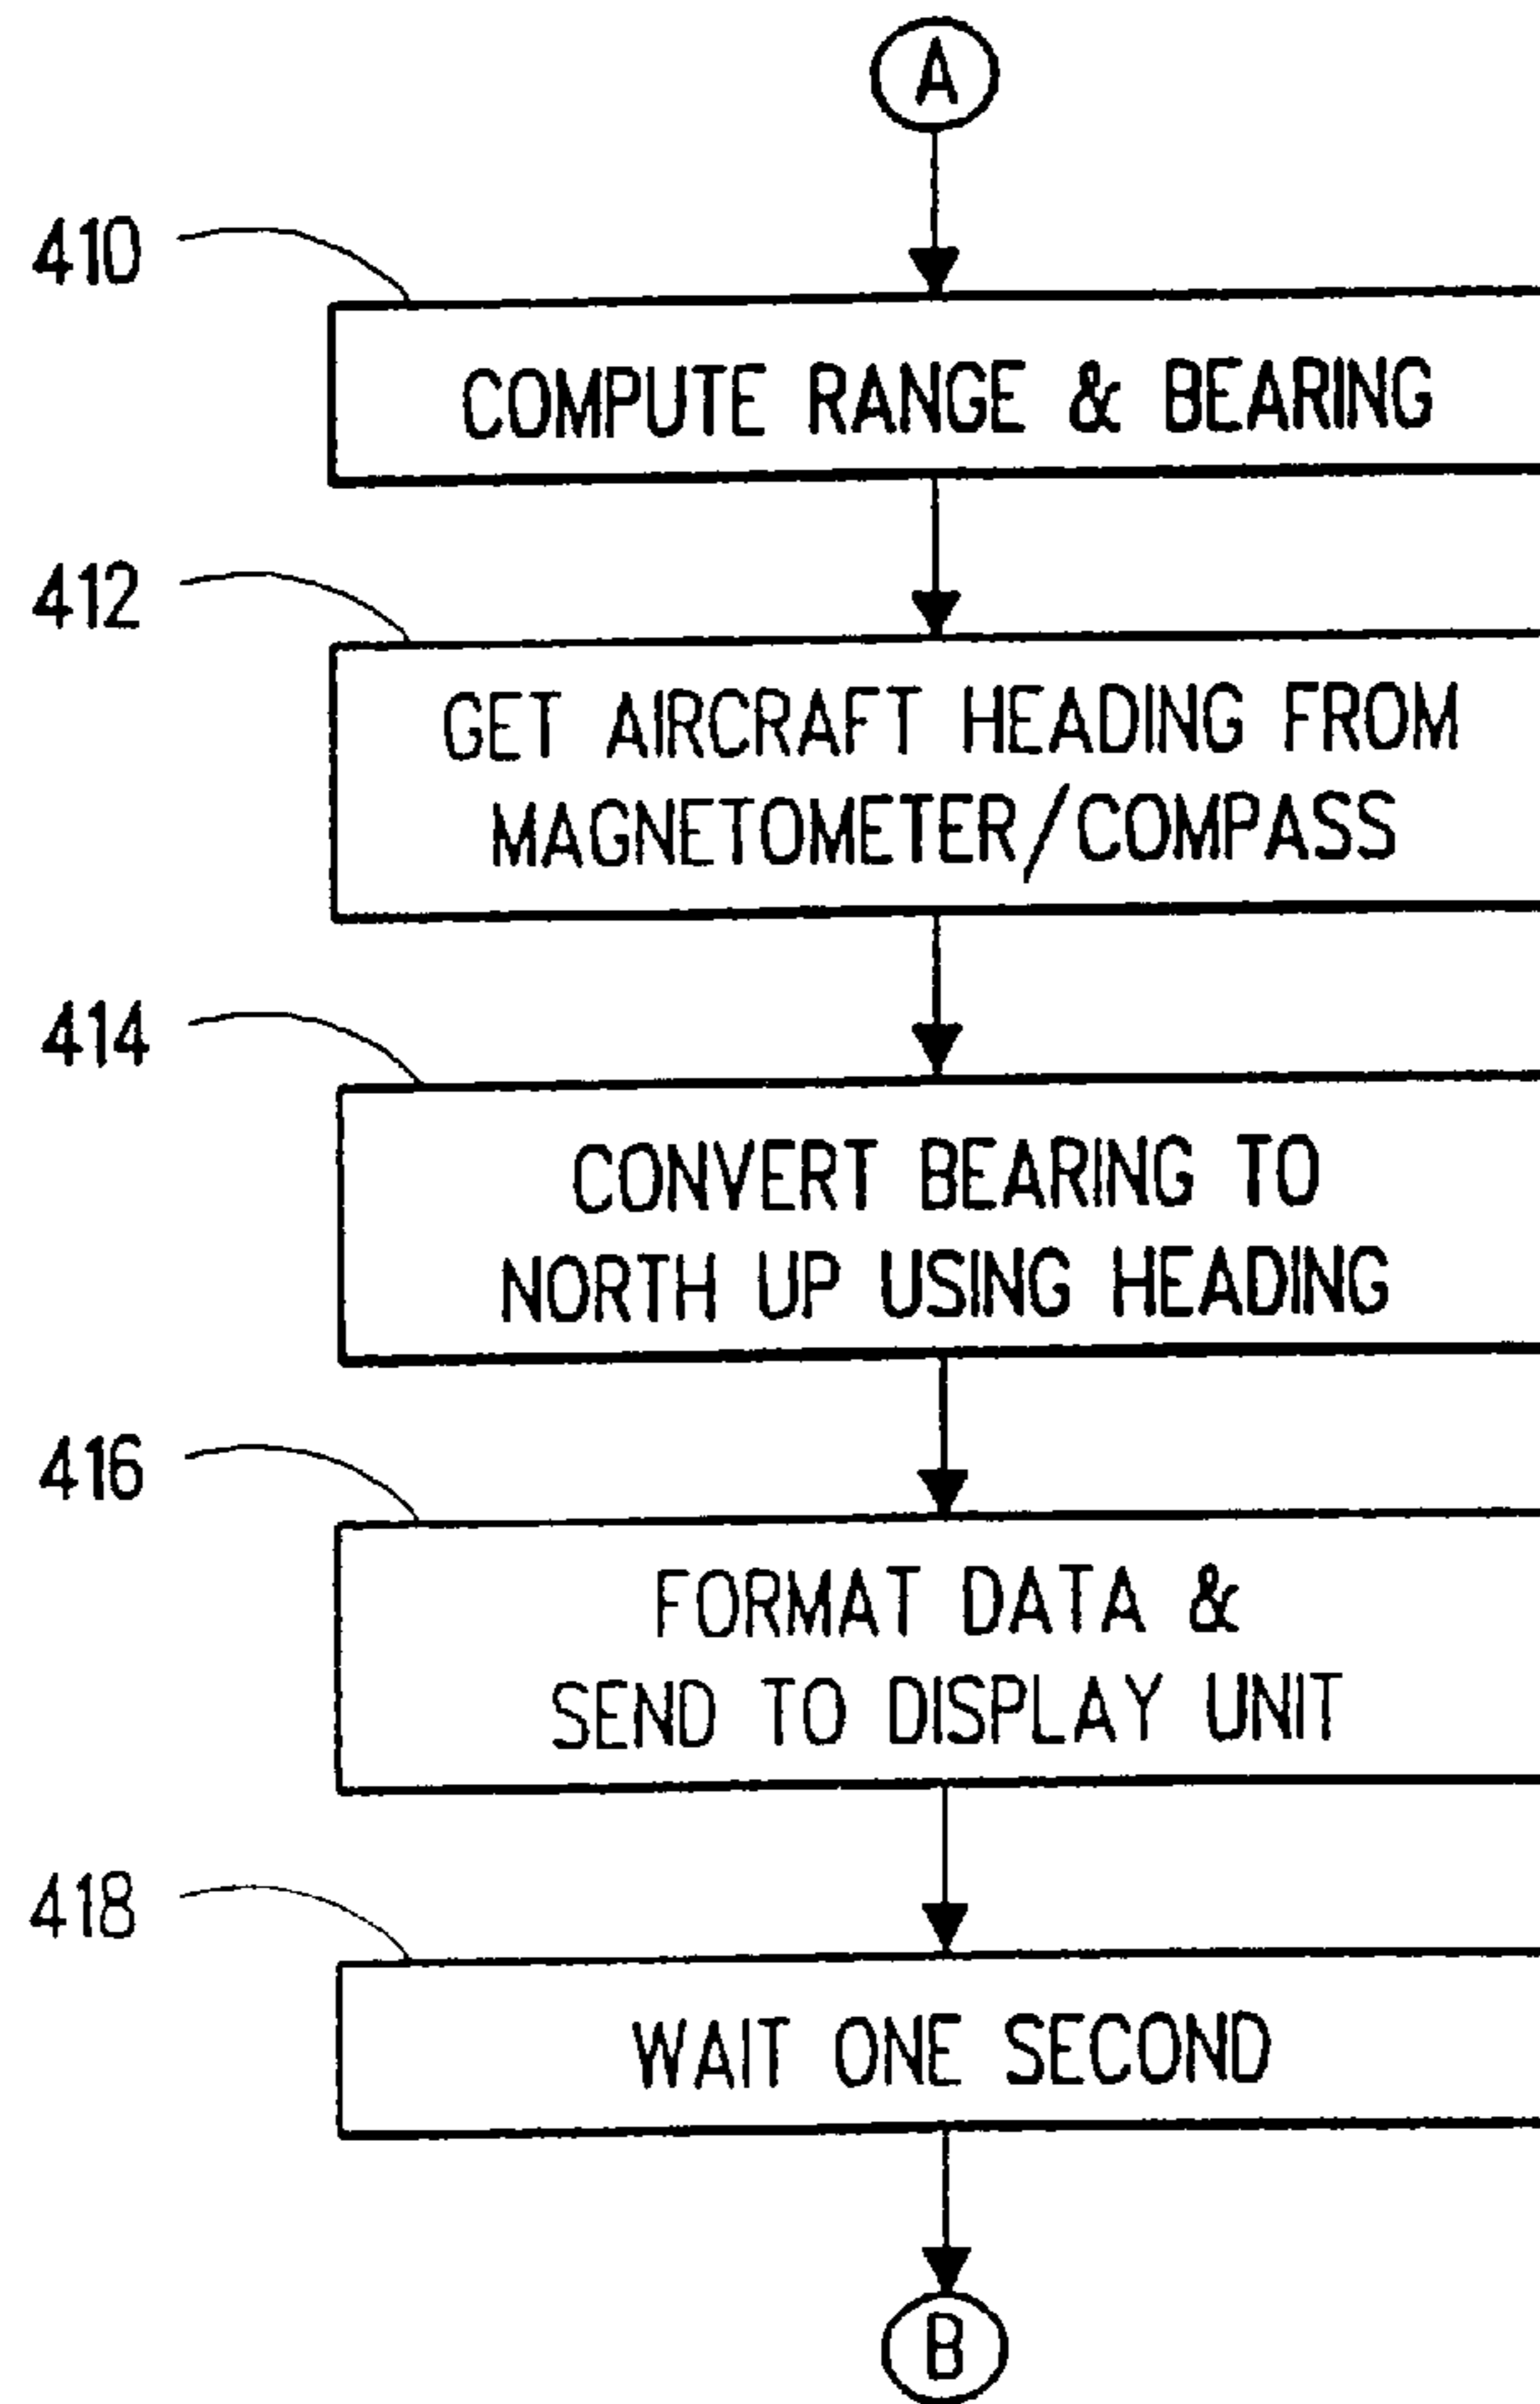 A
410
COMPUTE RANGE & BEARING
412
GET AIRCRAFT HEADING FROM
MAGNETOMETER/COMPASS
414
CONVERT BEARING TO
NORTH UP USING HEADING
416
FORMAT DATA &
SEND TO DISPLAY UNIT
418
WAIT ONE SECOND
B